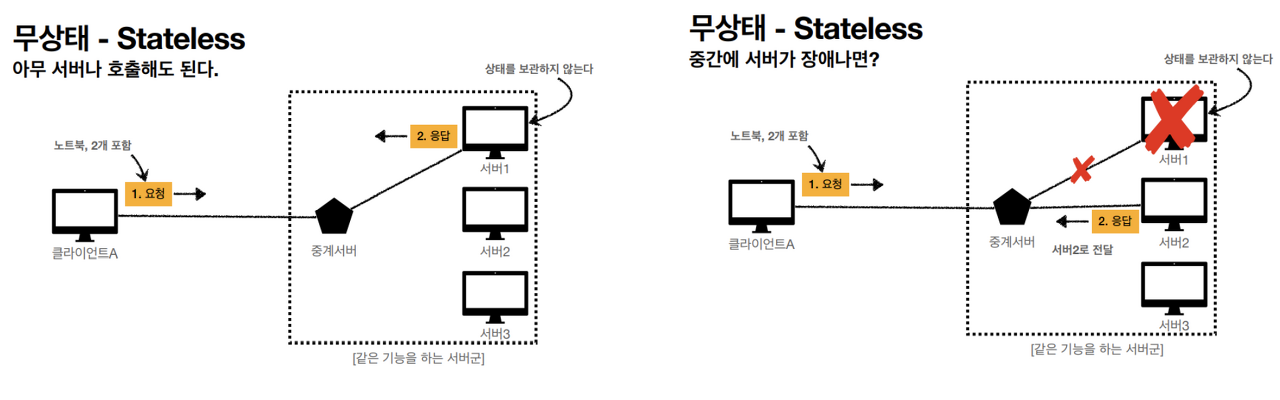 무상태 - Stateless
아무 서버나 호출해도 된다.
상태를 보관하지 않는다
노트북, 2개 포함
1. 요청
2. 응답
클라이언트A
중계서버
서버1
서버2
서버3
[같은 기능을 하는 서버군]
무상태 - Stateless
중간에 서버가 장애나면?
상태를 보관하지 않는다
노트북, 2개 포함
1. 요청
클라이언트A
중계서버
서버1
2. 응답
서버2로 전달
서버2
서버3
[같은 기능을 하는 서버군]